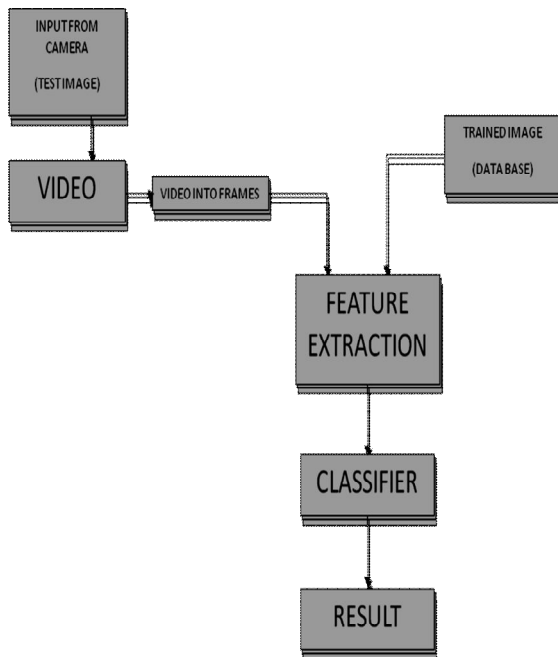 INPUT FROM
CAMERA
(TEST IMAGE)
VIDEO
VIDEO INTO FRAMES
TRAINED IMAGE
(DATA BASE)
FEATURE
EXTRACTION
CLASSIFIER
RESULT